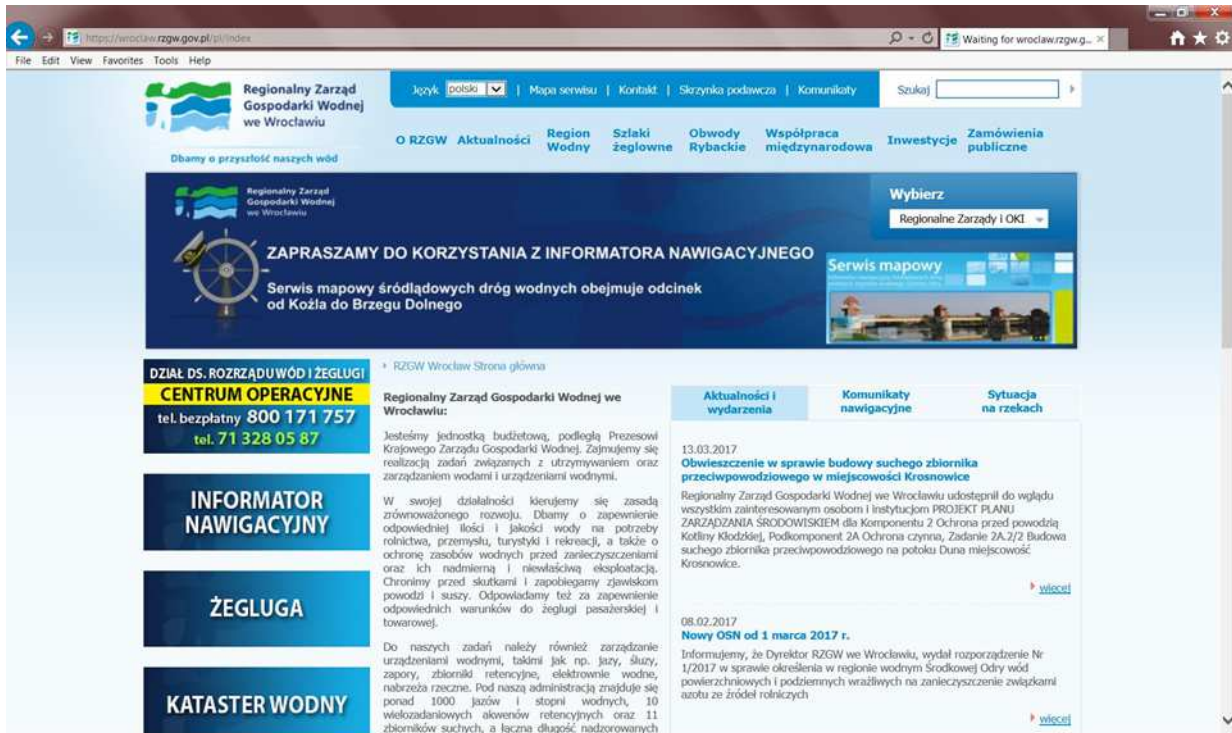 https://wroclaw.rzgw.gov.pl/pl/index
Waiting for wroclaw.rzgw.g...
File Edit View Favorites Tools Help
Regionalny Zarząd
Gospodarki Wodnej
we Wrocławiu
Dbamy o przyszłość naszych wód
Język polski | Mapa serwisu | Kontakt | Skrzynka podawcza | Komunikaty
Szukaj
O RZGW Aktualności Region Wodny Szlaki żeglowne Obwody Rybackie Współpraca międzynarodowa Inwestycje Zamówienia publiczne
Regionalny Zarząd
Gospodarki Wodnej
we Wrocławiu
ZAPRASZAMY DO KORZYSTANIA Z INFORMATORA NAWIGACYJNEGO
Serwis mapowy śródlądowych dróg wodnych obejmuje odcinek
od Koźla do Brzegu Dolnego
Wybierz
Regionalne Zarządy i OKI
Serwis mapowy
DZIAŁ DS. ROZRZĄDU WÓD I ŻEGLUGI
CENTRUM OPERACYJNE
tel. bezpłatny 800 171 757
tel. 71 328 05 87
INFORMATOR
NAWIGACYJNY
ŻEGLUGA
KATASTER WODNY
RZGW Wrocław Strona główna
Regionalny Zarząd Gospodarki Wodnej we
Wrocławiu:
Jesteśmy jednostką budżetową, podległą Prezesowi
Krajowego Zarządu Gospodarki Wodnej. Zajmujemy się
realizacją zadań związanych z utrzymywaniem oraz
zarządzaniem wodami i urządzeniami wodnymi.
W swojej działalności kierujemy się zasadą
zrównoważonego rozwoju. Dbamy o zapewnienie
odpowiedniej ilości i jakości wody na potrzeby
rolnictwa, przemysłu, turystyki i rekreacji, a także o
ochronę zasobów wodnych przed zanieczyszczeniami
oraz ich nadmierną i niewłaściwą eksploatacją.
Chronimy przed skutkami i zapobiegamy zjawiskom
powodzi i suszy. Odpowiadamy też za zapewnienie
odpowiednich warunków do żeglugi pasażerskiej i
towarowej.
Do naszych zadań należy również zarządzanie
urządzeniami wodnymi, takimi jak np. jazy, śluzy,
zapory, zbiorniki retencyjne, elektrownie wodne,
nabrzeża rzeczne. Pod naszą administracją znajduje się
ponad 1000 jazów i stopni wodnych, 10
wielozadaniowych akwenów retencyjnych oraz 11
zbiorników suchych, a łączna długość nadzorowanych
Aktualności i
wydarzenia
Komunikaty
nawigacyjne
Sytuacja
na rzekach
13.03.2017
Obwieszczenie w sprawie budowy suchego zbiornika
przeciwpowodziowego w miejscowości Krosnowice
Regionalny Zarząd Gospodarki Wodnej we Wrocławiu udostępnił do wglądu
wszystkim zainteresowanym osobom i instytucjom PROJEKT PLANU
ZARZĄDZANIA ŚRODOWISKIEM dla Komponentu 2 Ochrona przed powodzią
Kotliny Kłodzkiej, Podkomponent 2A Ochrona czynna, Zadanie 2A.2/2 Budowa
suchego zbiornika przeciwpowodziowego na potoku Duna miejscowość
Krosnowice.
więcej
08.02.2017
Nowy OSN od 1 marca 2017 r.
Informujemy, że Dyrektor RZGW we Wrocławiu, wydał rozporządzenie Nr
1/2017 w sprawie określenia w regionie wodnym Środkowej Odry wód
powierzchniowych i podziemnych wrażliwych na zanieczyszczenie związkami
azotu ze źródeł rolniczych
więcej